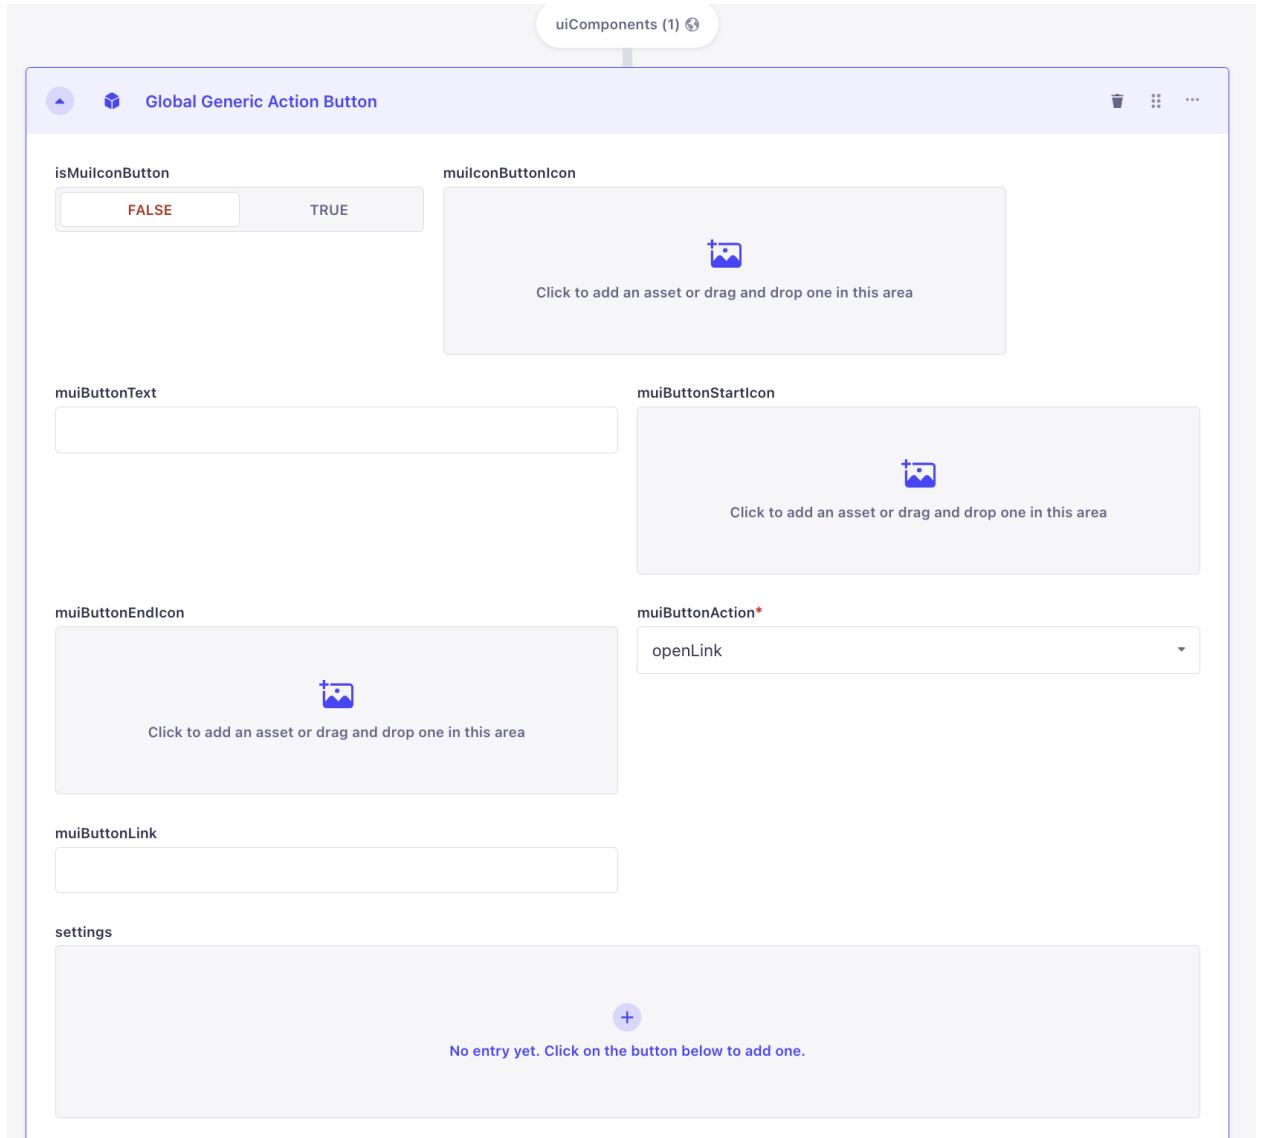 uiComponents (1)
Global Generic Action Button
isMuiIconButton
muiIconButtonIcon
FALSE
TRUE
Click to add an asset or drag and drop one in this area
muiButtonText
muiButtonStartIcon
Click to add an asset or drag and drop one in this area
muiButtonEndIcon
muiButtonAction*
openLink
Click to add an asset or drag and drop one in this area
muiButtonLink
settings
No entry yet. Click on the button below to add one.